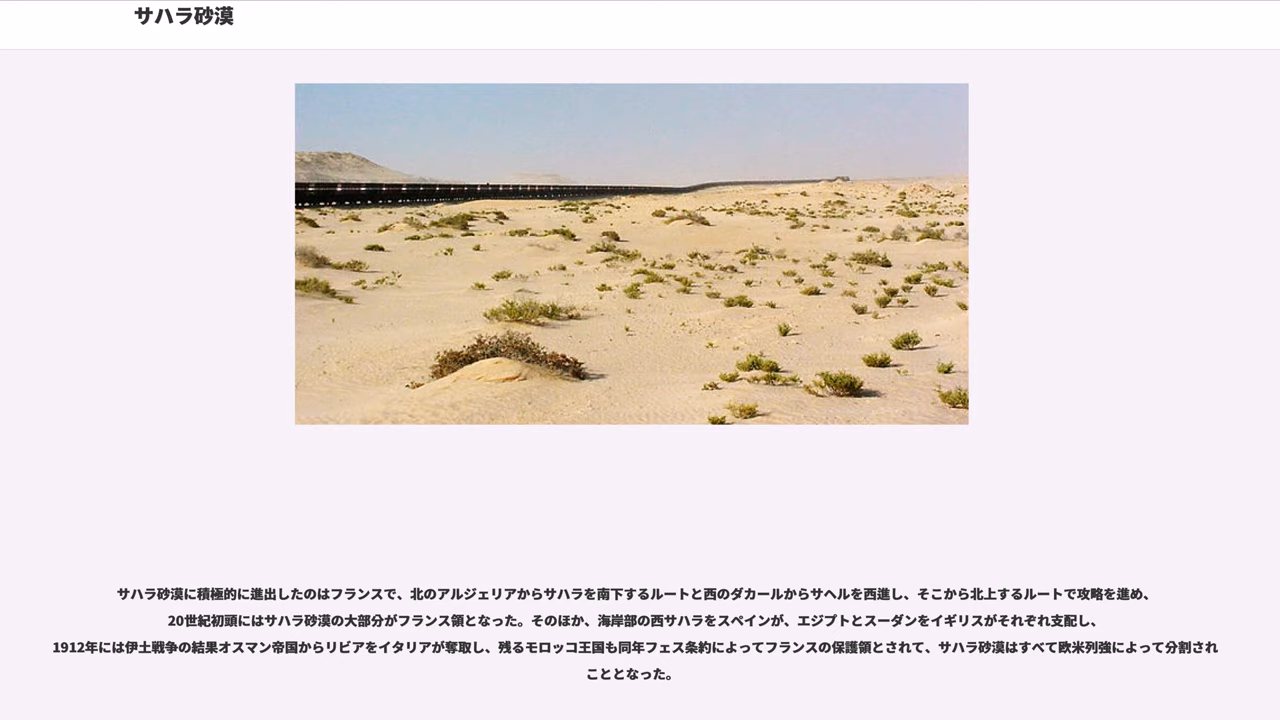 サハラ砂漠
サハラ砂漠に積極的に進出したのはフランスで、北のアルジェリアからサハラを南下するルートと西のダカールからサヘルを西進し、そこから北上するルートで攻略を進め、
20世紀初頭にはサハラ砂漠の大部分がフランス領となった。そのほか、海岸部の西サハラをスペインが、エジプトとスーダンをイギリスがそれぞれ支配し、
1912年には伊土戦争の結果オスマン帝国からリビアをイタリアが奪取し、残るモロッコ王国も同年フェス条約によってフランスの保護領とされて、サハラ砂漠はすべて欧米列強によって分割され
こととなった。